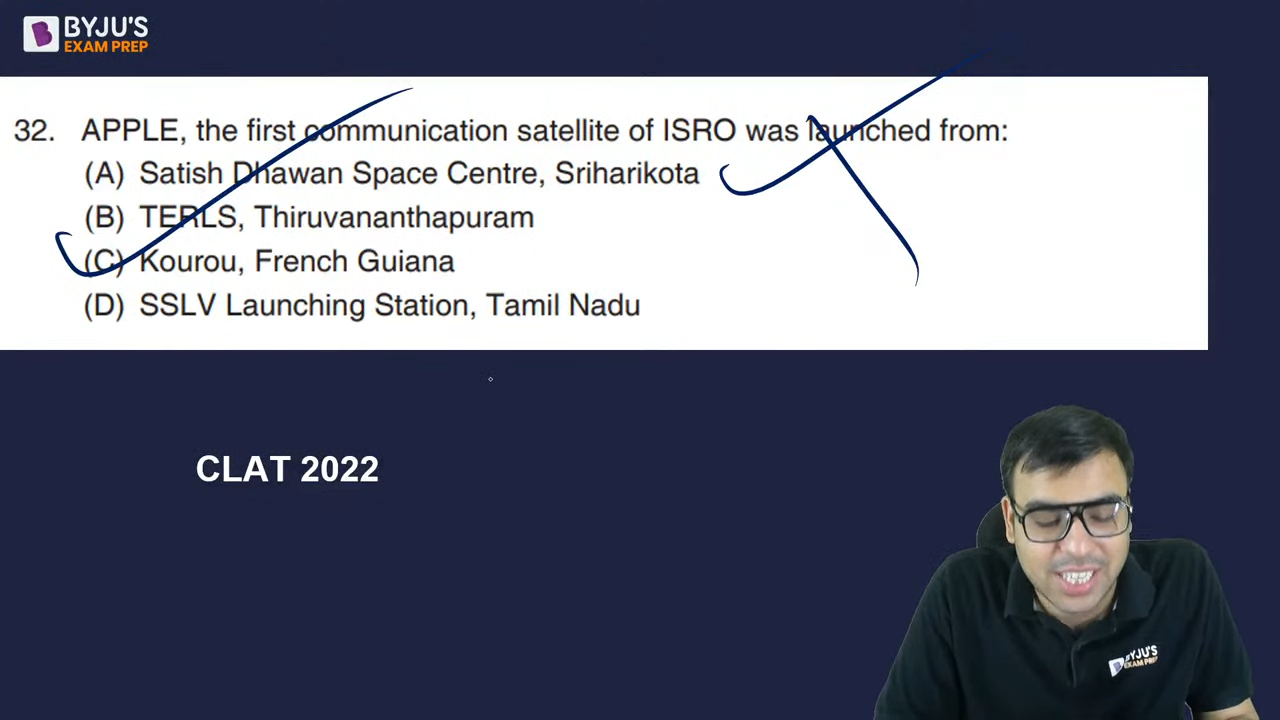 BYJU'S
EXAM PREP
32. APPLE, the first communication satellite of ISRO was launched from:
(A) Satish Dhawan Space Centre, Sriharikota
(B) TERLS, Thiruvananthapuram
(C) Kourou, French Guiana
(D) SSLV Launching Station, Tamil Nadu
CLAT 2022
BYJU'S
EXAM PREP